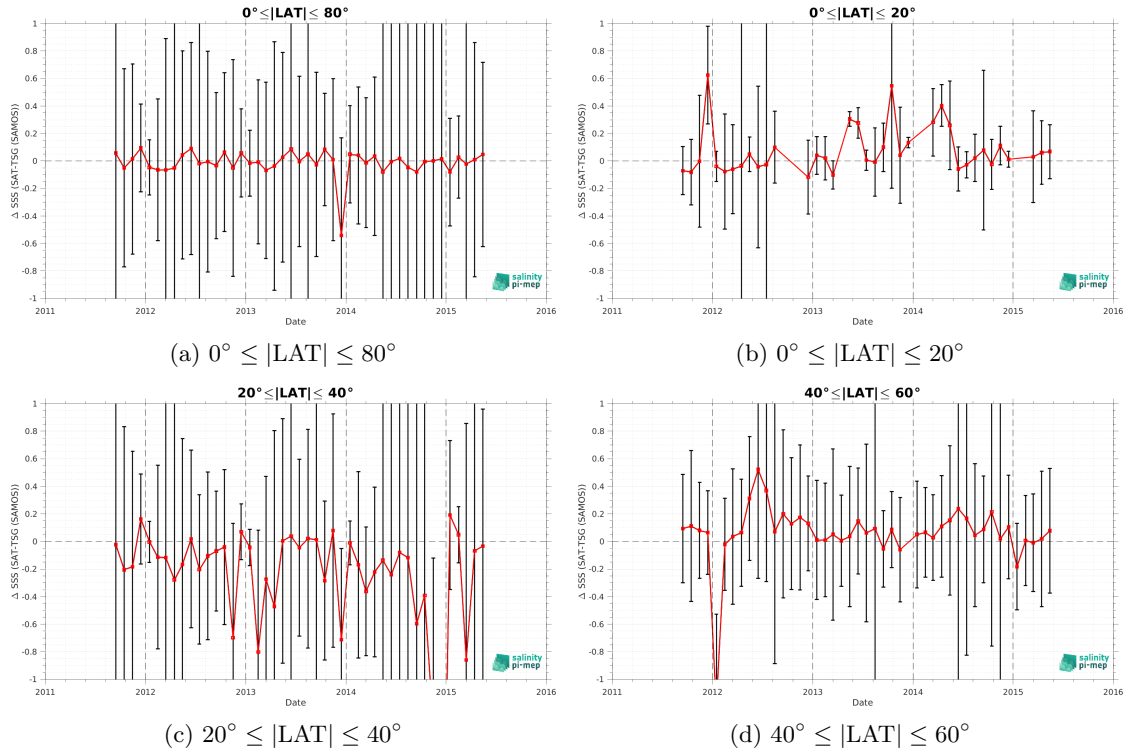 0°≤|LAT|≤ 80°
Δ SSS (SAT-TSG (SAMOS))
1
0.8
0.6
0.4
0.2
0
-0.2
-0.4
-0.6
-0.8
-1
2011 2012 2013 2014 2015 2016
Date
salinity
pi-mep
(a) 0° ≤ |LAT| ≤ 80°
0°≤|LAT|≤ 20°
Δ SSS (SAT-TSG (SAMOS))
1
0.8
0.6
0.4
0.2
0
-0.2
-0.4
-0.6
-0.8
-1
2011 2012 2013 2014 2015 2016
Date
salinity
pi-mep
(b) 0° ≤ |LAT| ≤ 20°
20°≤|LAT|≤ 40°
Δ SSS (SAT-TSG (SAMOS))
1
0.8
0.6
0.4
0.2
0
-0.2
-0.4
-0.6
-0.8
-1
2011 2012 2013 2014 2015 2016
Date
salinity
pi-mep
(c) 20° ≤ |LAT| ≤ 40°
40°≤|LAT|≤ 60°
Δ SSS (SAT-TSG (SAMOS))
1
0.8
0.6
0.4
0.2
0
-0.2
-0.4
-0.6
-0.8
-1
2011 2012 2013 2014 2015 2016
Date
salinity
pi-mep
(d) 40° ≤ |LAT| ≤ 60°